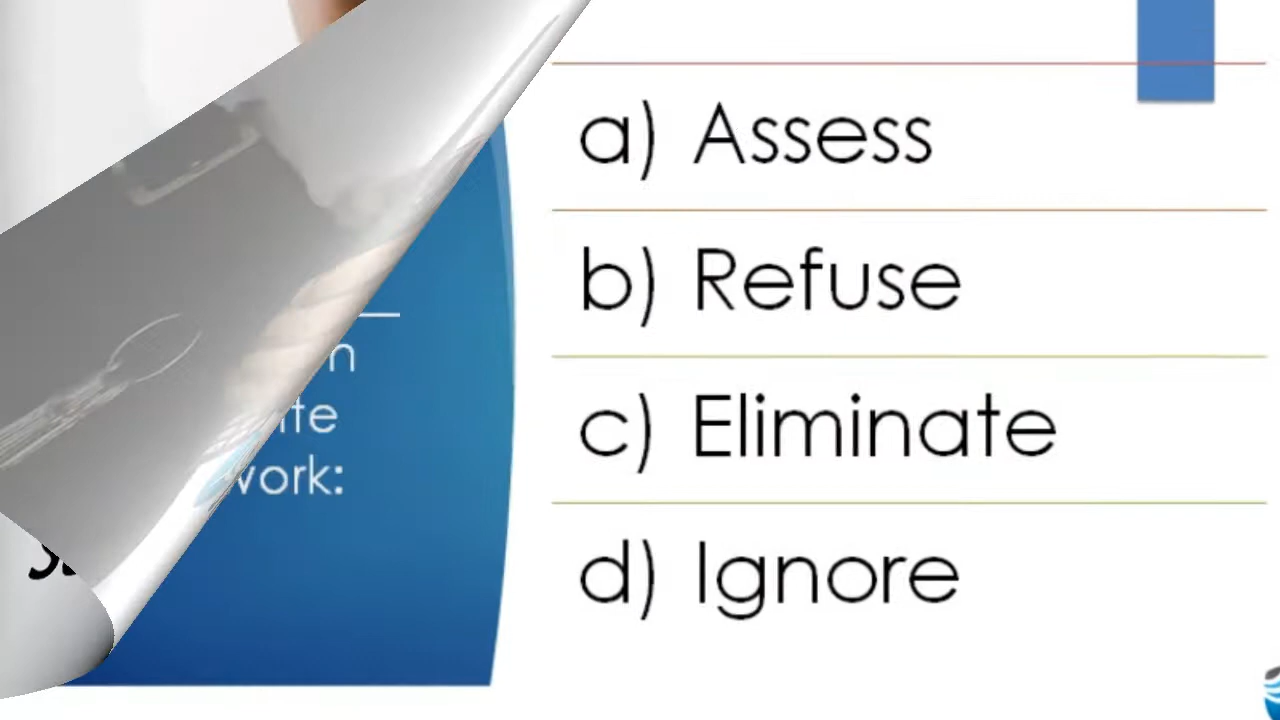 a) Assess
b) Refuse
c) Eliminate
d) Ignore